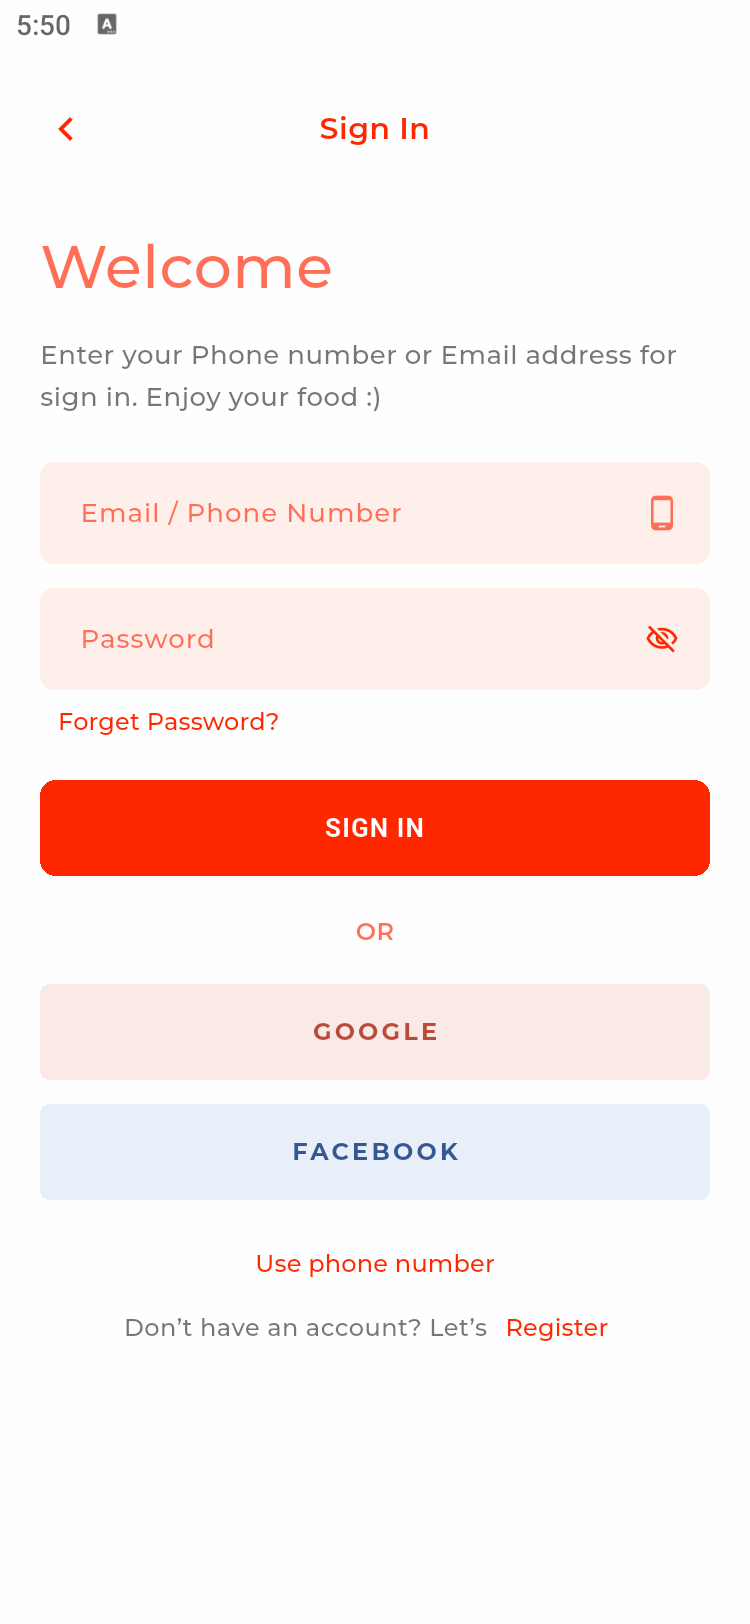 5:50
Sign In
Welcome
Enter your Phone number or Email address for
sign in. Enjoy your food :)
Email / Phone Number
Password
Forget Password?
SIGN IN
OR
GOOGLE
FACEBOOK
Use phone number
Don’t have an account? Let’s Register